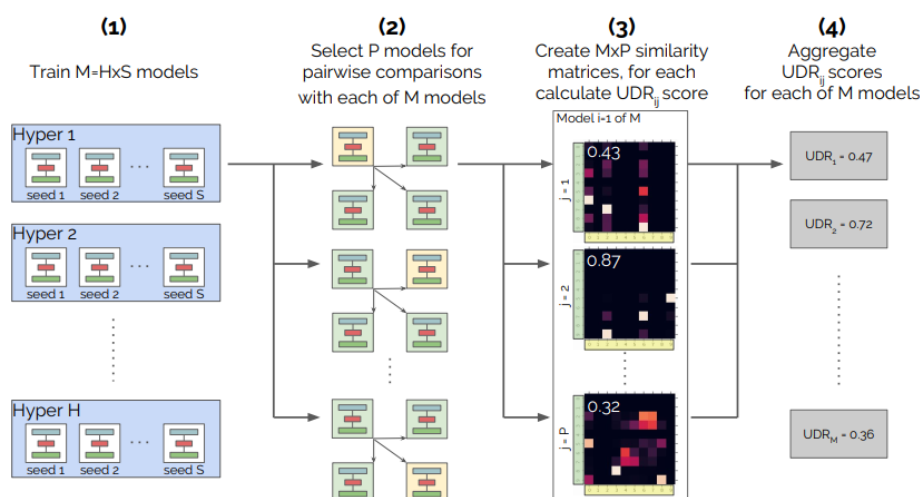 (1)
Train M=HxS models
Hyper 1
seed 1 seed 2 ... seed S
Hyper 2
seed 1 seed 2 ... seed S
Hyper H
seed 1 seed 2 ... seed S
(2)
Select P models for
pairwise comparisons
with each of M models
(3)
Create MxP similarity
matrices, for each
calculate UDRij score
Model i=1 of M
j = 1
0.43
j = 2
0.87
j = P
0.32
(4)
Aggregate
UDRij scores
for each of M models
UDR1 = 0.47
UDR2 = 0.72
UDRM = 0.36